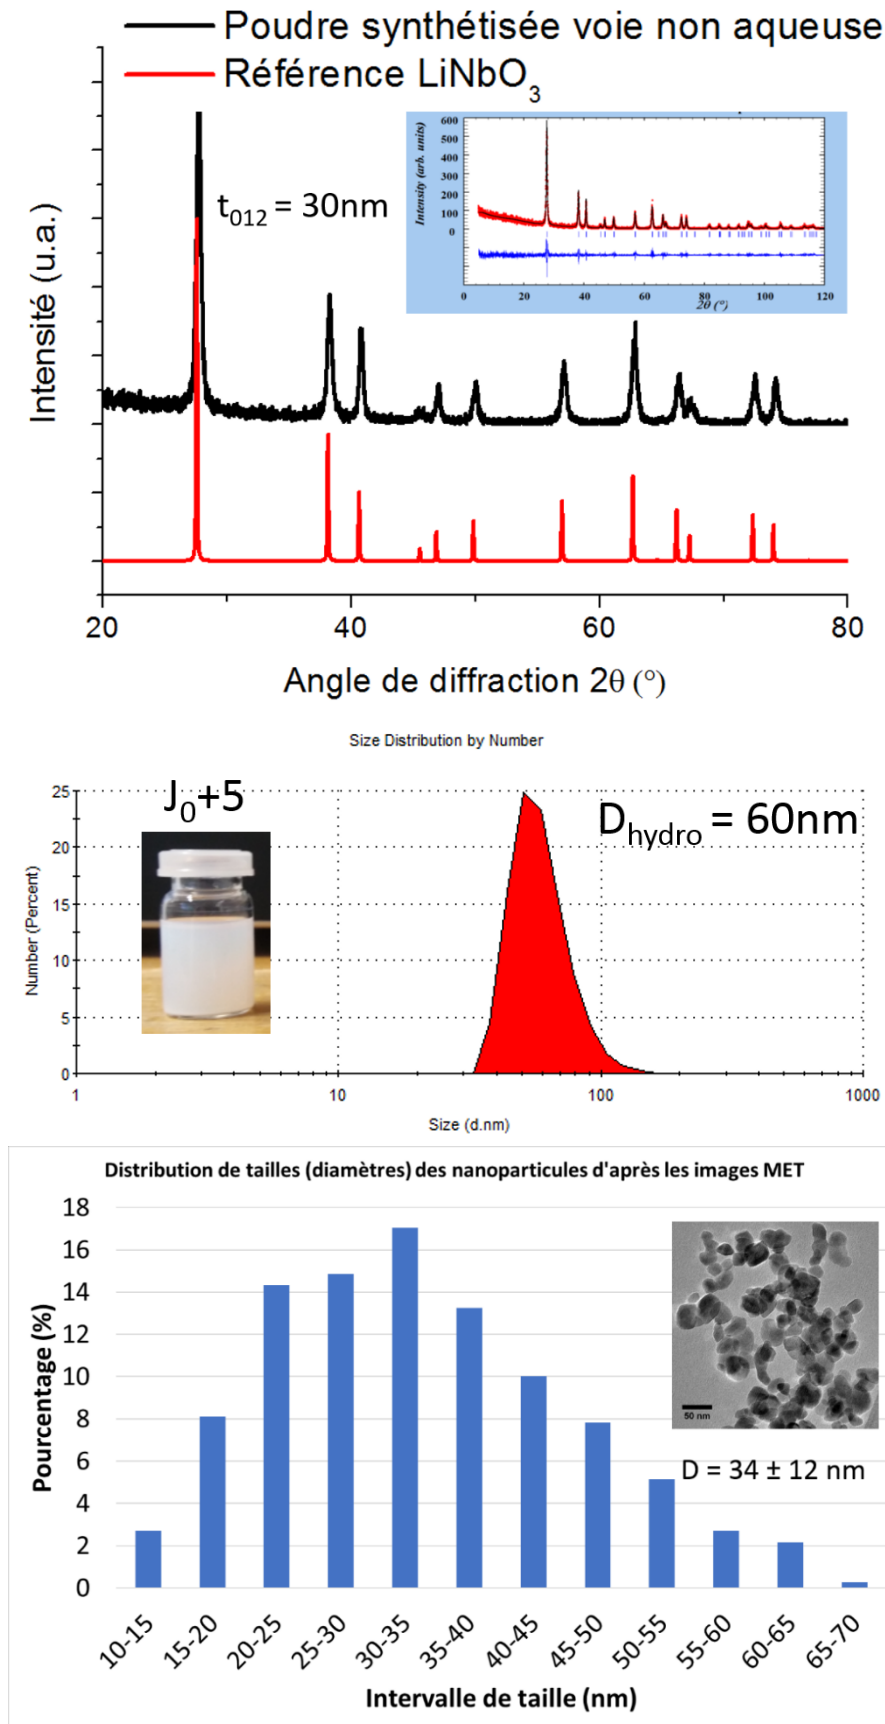 Poudre synthétisée voie non aqueuse
Référence LiNbO3
t012 = 30nm
Intensity (arb. units)
600
500
400
300
200
100
0
0
20
40
60
80
100
120
2θ (°)
Intensité (u.a.)
20
40
60
80
Angle de diffraction 2θ (°)
Size Distribution by Number
J0+5
Dhydro = 60nm
Number (Percent)
25
20
15
10
5
0
1
10
100
1000
Size (d.nm)
Distribution de tailles (diamètres) des nanoparticules d'après les images MET
Pourcentage (%)
18
16
14
12
10
8
6
4
2
0
50 nm
D = 34 ± 12 nm
10-15
15-20
20-25
25-30
30-35
35-40
40-45
45-50
50-55
55-60
60-65
65-70
Intervalle de taille (nm)